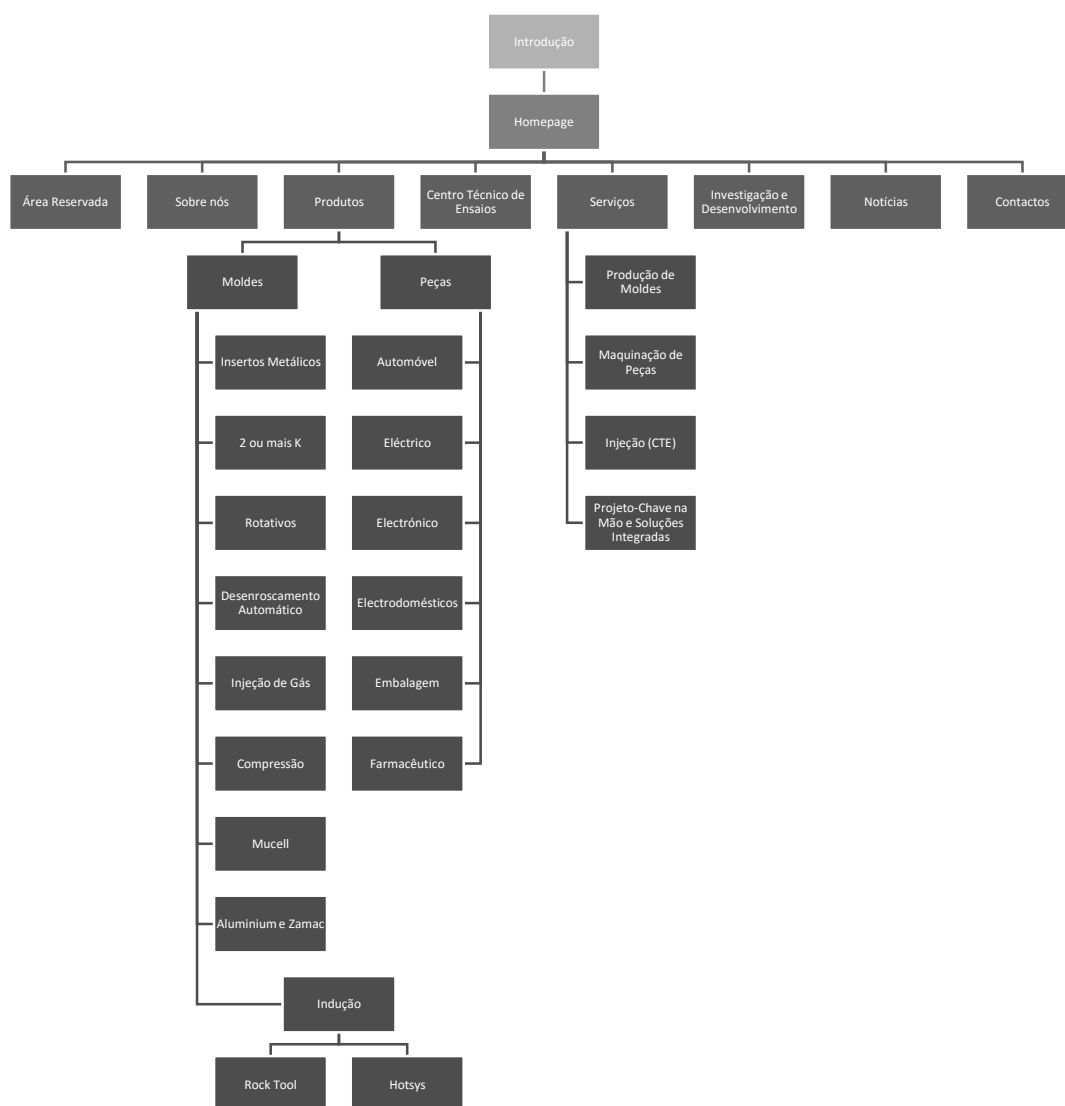 Introdução
Homepage
Área Reservada
Sobre nós
Produtos
Centro Técnico de
Ensaios
Serviços
Investigação e
Desenvolvimento
Notícias
Contactos
Moldes
Peças
Insertos Metálicos
2 ou mais K
Rotativos
Desenroscamento
Automático
Injeção de Gás
Compressão
Mucell
Aluminium e Zamac
Indução
Rock Tool
Hotsys
Automóvel
Eléctrico
Electrónico
Electrodomésticos
Embalagem
Farmacêutico
Produção de
Moldes
Maquinação de
Peças
Injeção (CTE)
Projeto-Chave na
Mão e Soluções
Integradas